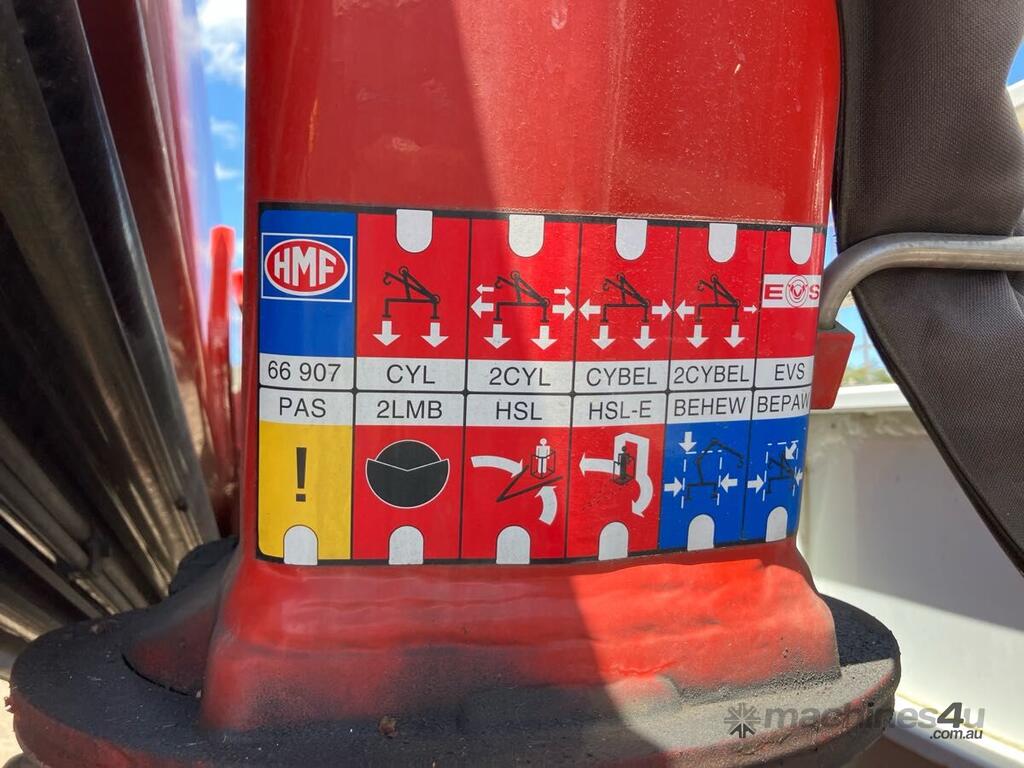 HMF
EVS
66 907 CYL 2CYL CYBEL 2CYBEL EVS
PAS 2LMB HSL HSL-E BEHEW BEPAW
!
machines4u
.com.au